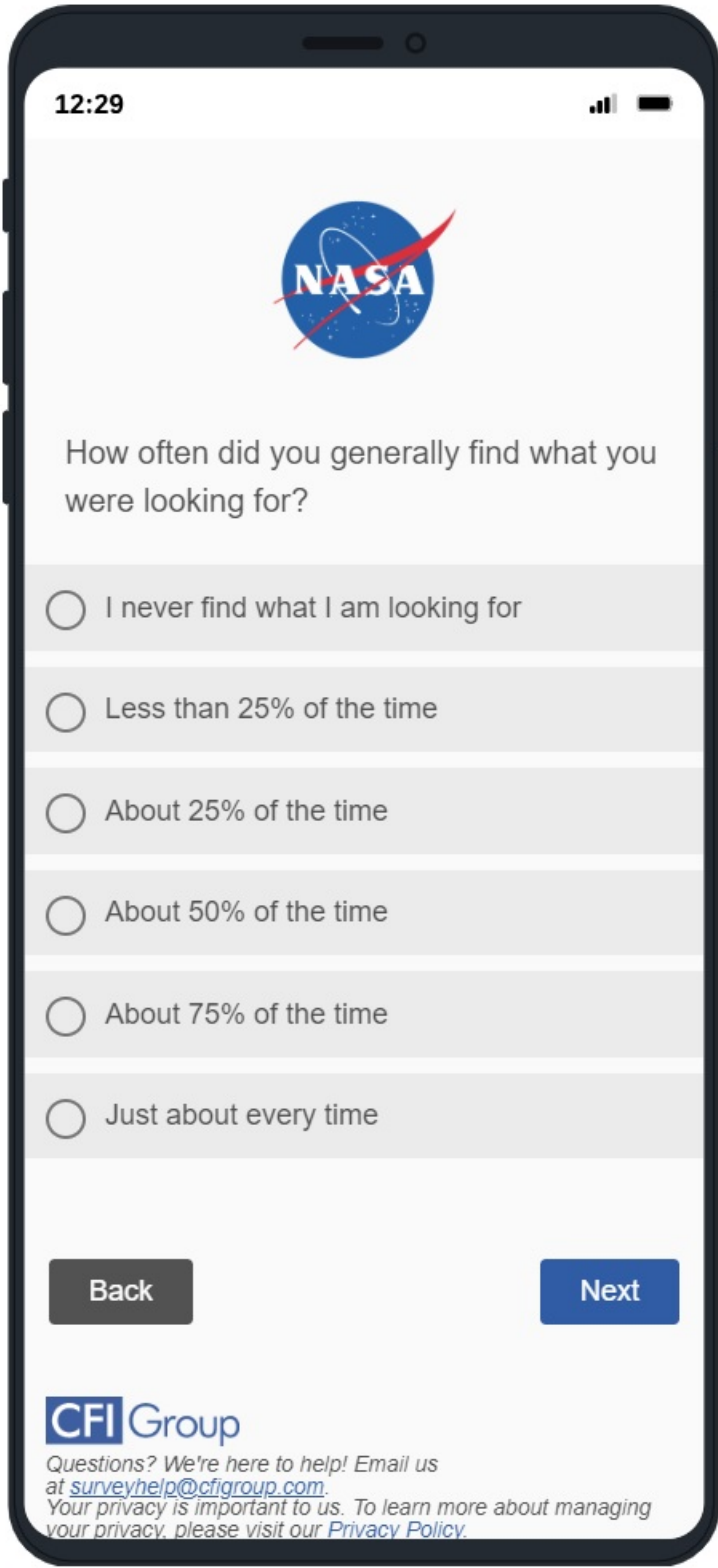 12:29
NASA
How often did you generally find what you
were looking for?
I never find what I am looking for
Less than 25% of the time
About 25% of the time
About 50% of the time
About 75% of the time
Just about every time
Back
Next
CFI Group
Questions? We're here to help! Email us
at surveyhelp@cfigroup.com.
Your privacy is important to us. To learn more about managing
your privacy, please visit our Privacy Policy.